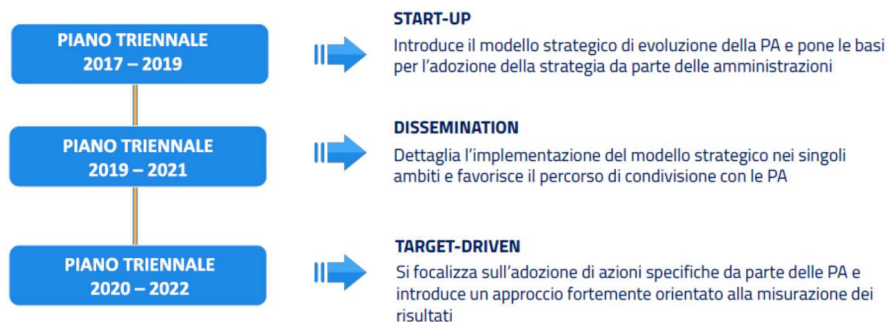 PIANO TRIENNALE
2017 – 2019
START-UP
Introduce il modello strategico di evoluzione della PA e pone le basi
per l'adozione della strategia da parte delle amministrazioni
PIANO TRIENNALE
2019 – 2021
DISSEMINATION
Dettaglia l'implementazione del modello strategico nei singoli
ambiti e favorisce il percorso di condivisione con le PA
PIANO TRIENNALE
2020 – 2022
TARGET-DRIVEN
Si focalizza sull'adozione di azioni specifiche da parte delle PA e
introduce un approccio fortemente orientato alla misurazione dei
risultati